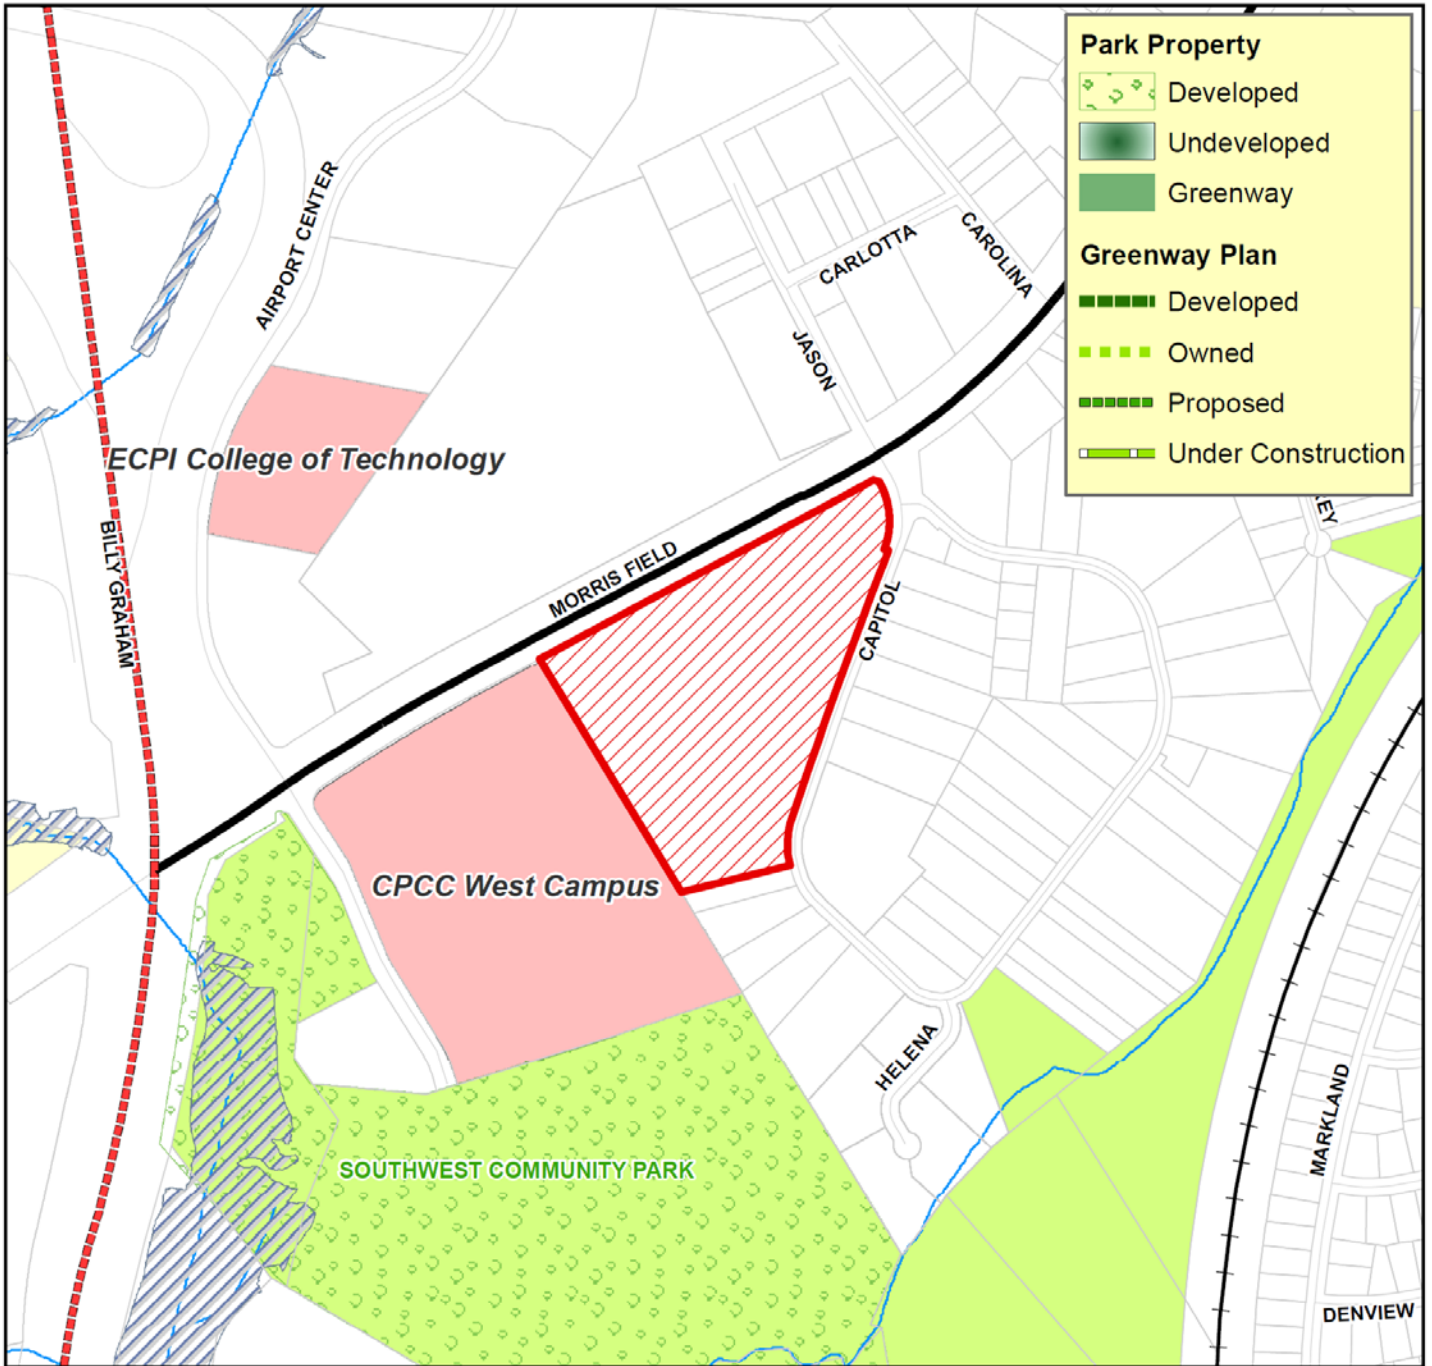 Park Property
Developed
Undeveloped
Greenway
Greenway Plan
Developed
Owned
Proposed
Under Construction
AIRPORT CENTER
CARLOTTA
CAROLINA
JASON
ECPI College of Technology
BILLY GRAHAM
MORRIS FIELD
CAPITOL
CPCC West Campus
HELENA
MARKLAND
SOUTHWEST COMMUNITY PARK
DENVIEW